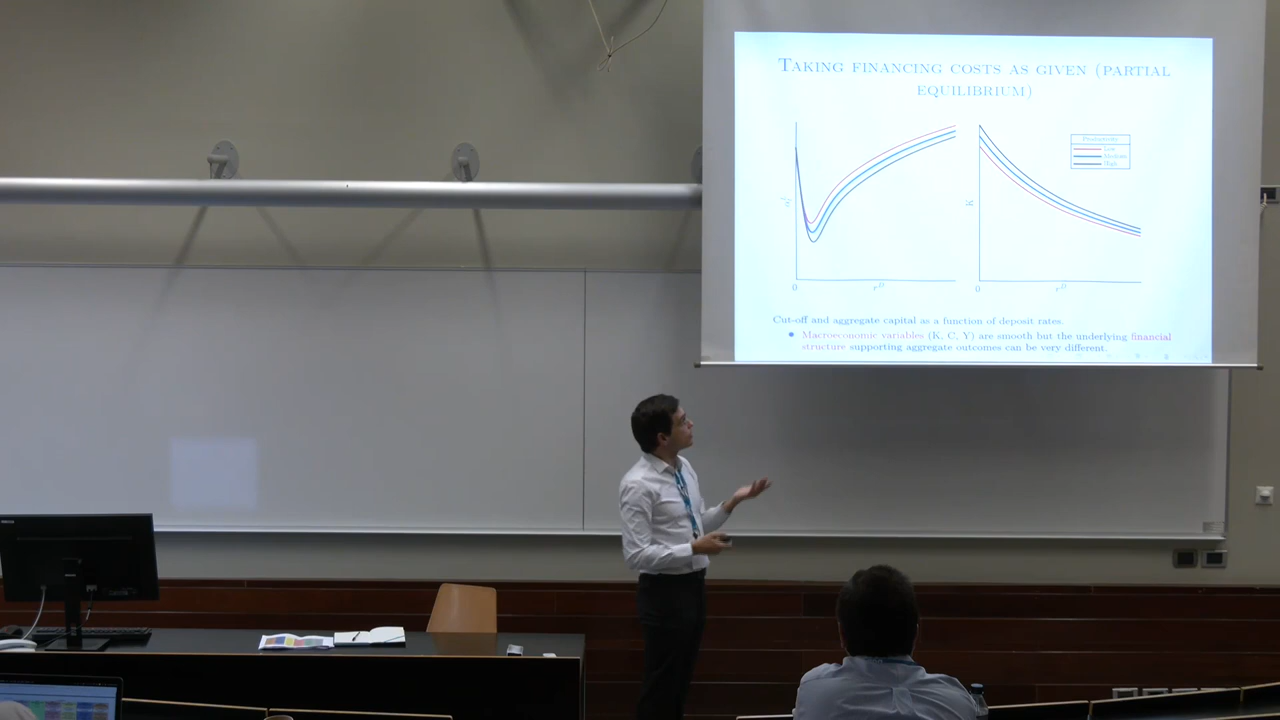 TAKING FINANCING COSTS AS GIVEN (PARTIAL
EQUILIBRIUM)
Productivity
Low
Median
High
K
0
r^D
0
r^D
Cut-off and aggregate capital as a function of deposit rates.
Macroeconomic variables (K, C, Y) are smooth but the underlying financial
structure supporting aggregate outcomes can be very different.